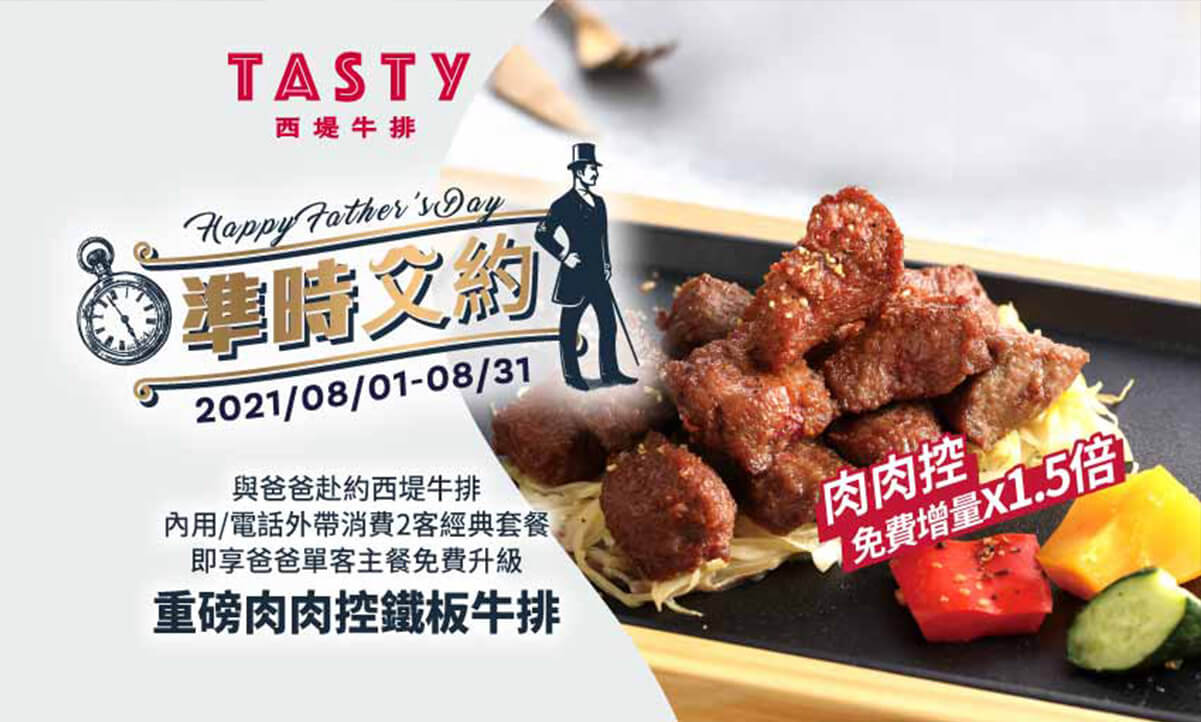 TASTY
西堤牛排
Happy Father's Day
準時父約
2021/08/01-08/31
與爸爸赴約西堤牛排
內用/電話外帶消費2客經典套餐
即享爸爸單客主餐免費升級
重磅肉肉控鐵板牛排
肉肉控
免費增量x1.5倍